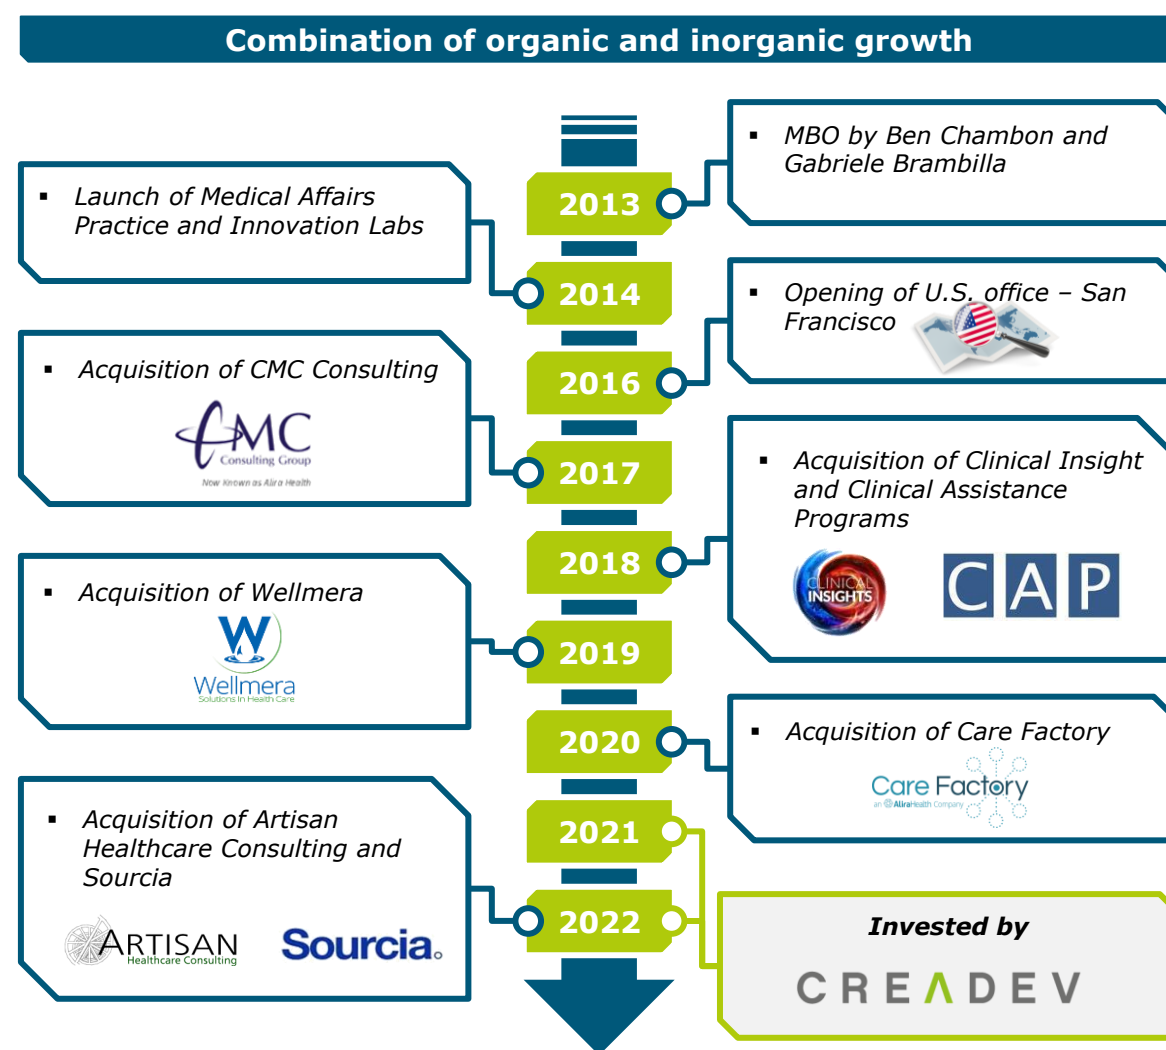 Combination of organic and inorganic growth
▪ MBO by Ben Chambon and
Gabriele Brambilla
2013
▪ Launch of Medical Affairs
Practice and Innovation Labs
2014
▪ Opening of U.S. office – San
Francisco
2016
▪ Acquisition of CMC Consulting
CMC
Consulting Group
Now Known as Alira Health
2017
▪ Acquisition of Clinical Insight
and Clinical Assistance
Programs
CLINICAL
INSIGHTS
CAP
2018
▪ Acquisition of Wellmera
W
Wellmera
Solutions In Health Care
2019
▪ Acquisition of Care Factory
Care Factory
an AliraHealth Company
2020
2021
▪ Acquisition of Artisan
Healthcare Consulting and
Sourcia
ARTISAN
Healthcare Consulting
Sourcia
2022
Invested by
CREADEV